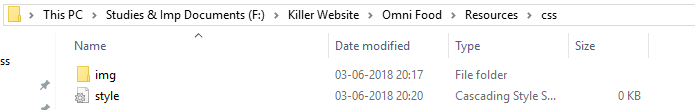 This PC > Studies & Imp Documents (F:) > Killer Website > Omni Food > Resources > css
Name Date modified Type Size
ss
img 03-06-2018 20:17 File folder
style 03-06-2018 20:20 Cascading Style S... 0 KB